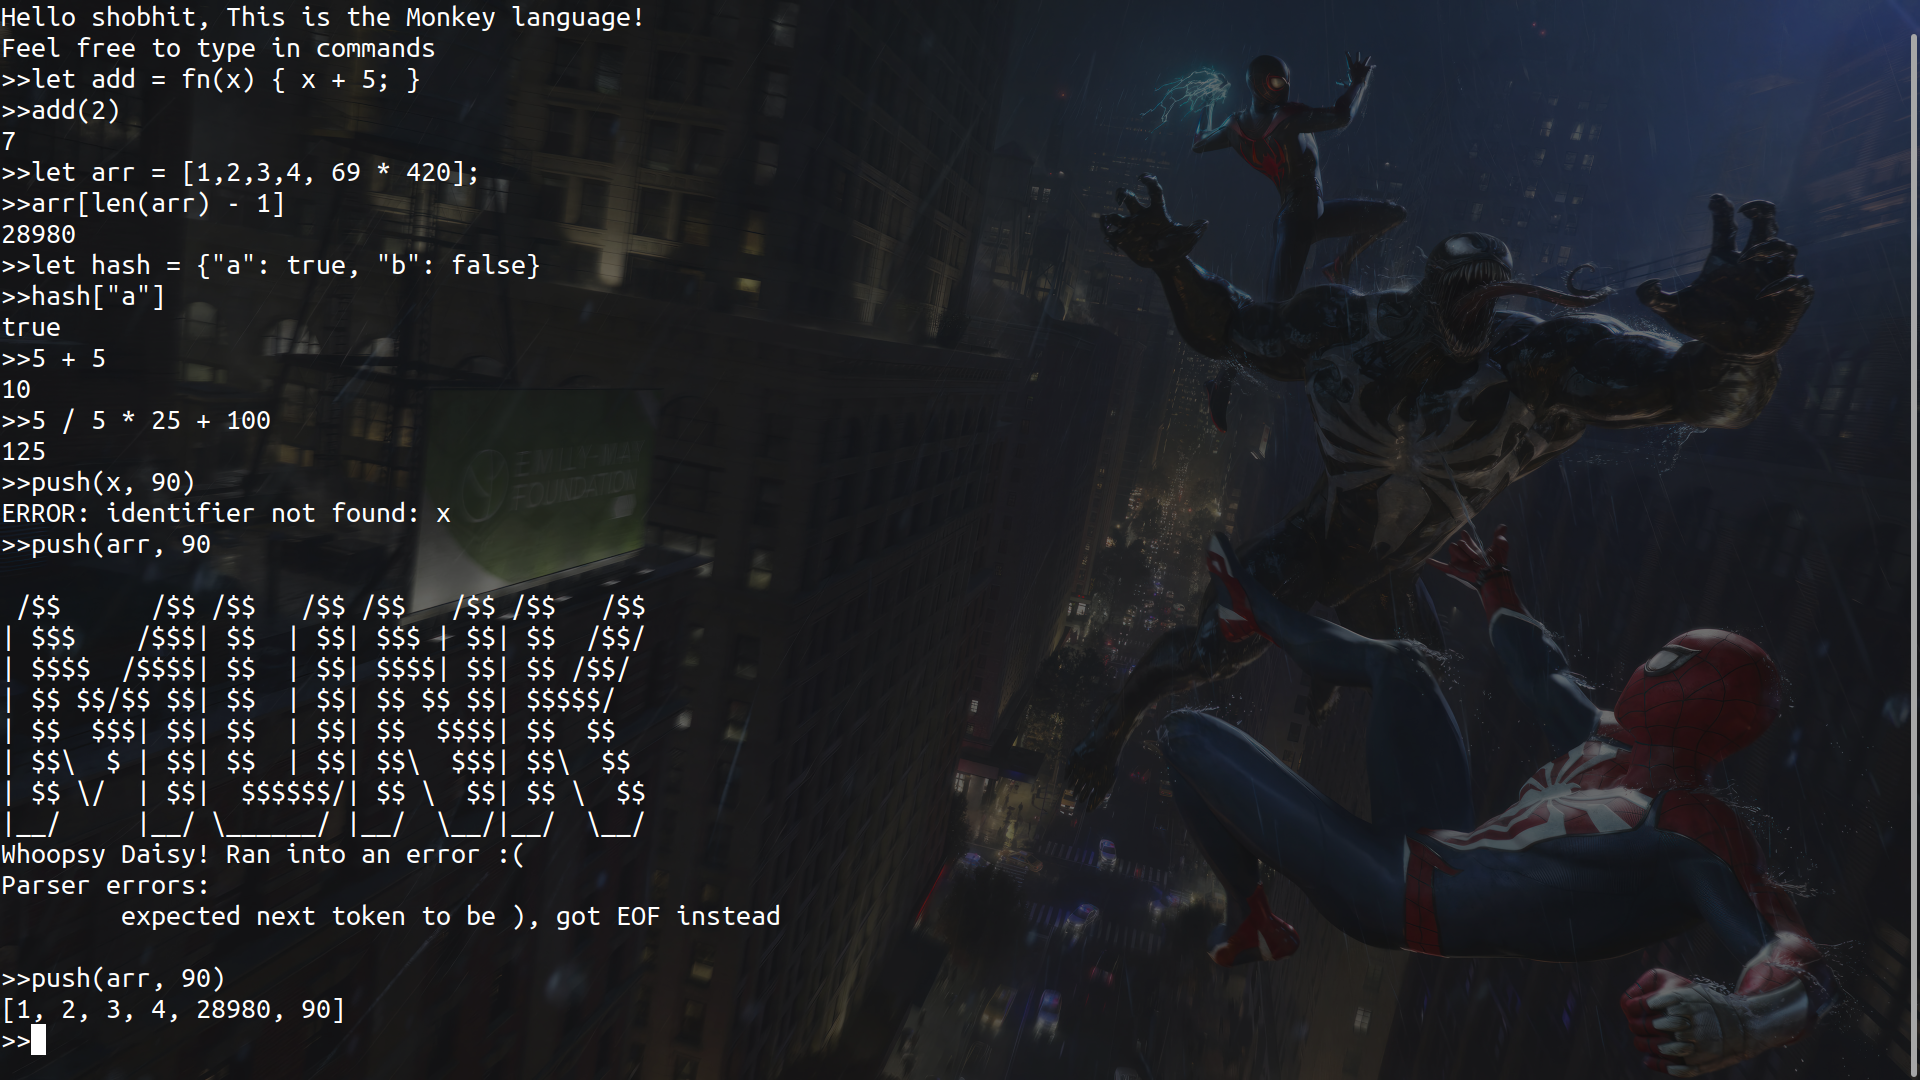 Hello shobhit, This is the Monkey language!
Feel free to type in commands
>>let add = fn(x) { x + 5; }
>>add(2)
7
>>let arr = [1,2,3,4, 69 * 420];
>>arr[len(arr) - 1]
28980
>>let hash = {"a": true, "b": false}
>>hash["a"]
true
>>5 + 5
10
>>5 / 5 * 25 + 100
125
>>push(x, 90)
ERROR: identifier not found: x
>>push(arr, 90

 /$$      /$$ /$$   /$$ /$$   /$$ /$$   /$$
| $$$    /$$$| $$  | $$| $$$ | $$| $$  /$$/
| $$$$  /$$$$| $$  | $$| $$$$| $$| $$ /$$/
| $$ $$/$$ $$| $$  | $$| $$ $$ $$| $$$$$/
| $$  $$$| $$| $$  | $$| $$  $$$$| $$  $$
| $$\  $ | $$| $$  | $$| $$\  $$$| $$\  $$
| $$ \/  | $$|  $$$$$$/| $$ \  $$| $$ \  $$
|__/     |__/ \______/ |__/  \__/|__/  \__/
Whoopsy Daisy! Ran into an error :(
Parser errors:
        expected next token to be ), got EOF instead

>>push(arr, 90)
[1, 2, 3, 4, 28980, 90]
>>
EMILY-MAY
FOUNDATION